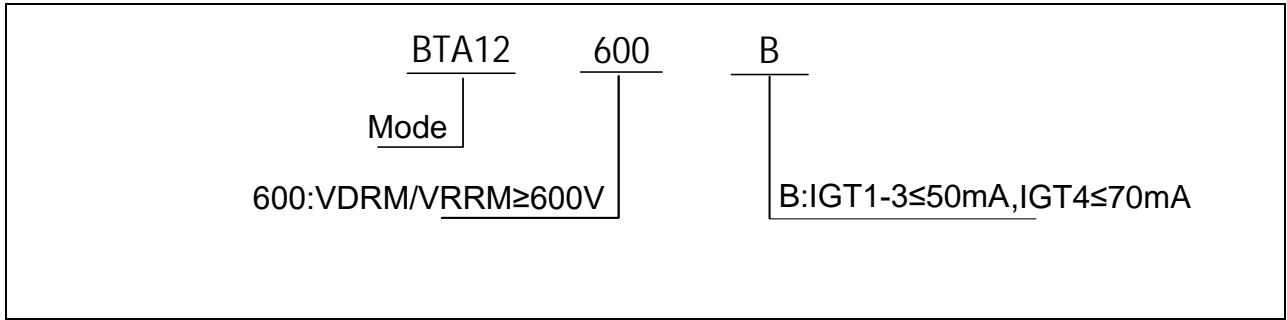 BTA12 600 B
Mode
600:VDRM/VRRM≥600V B:IGT1-3≤50mA,IGT4≤70mA